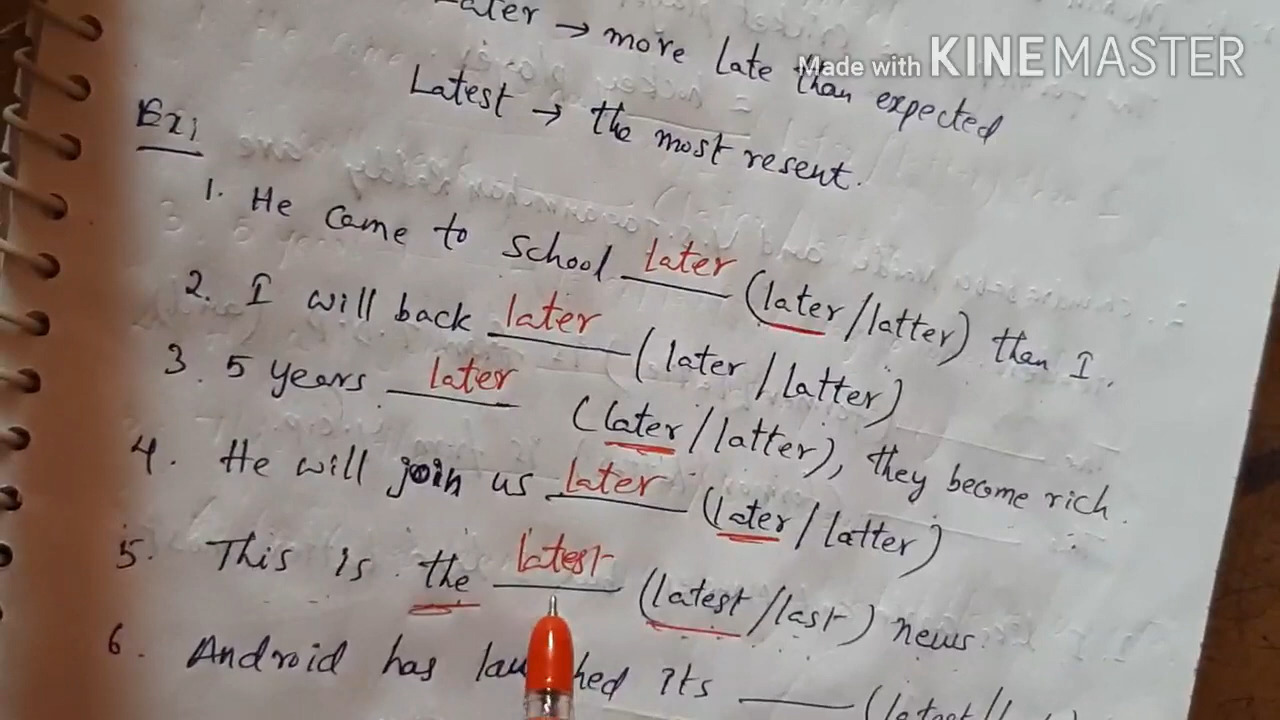 Later → more late than expected
Made with KINEMASTER
Latest → the most resent.
Ex;
1. He came to school later (later/latter) than I.
2. I will back later (later/latter)
3. 5 years later (later/latter), they become rich.
4. He will join us later (later/latter)
5. This is the latest (latest/last) news
6. Android has launched its ____ (latest/